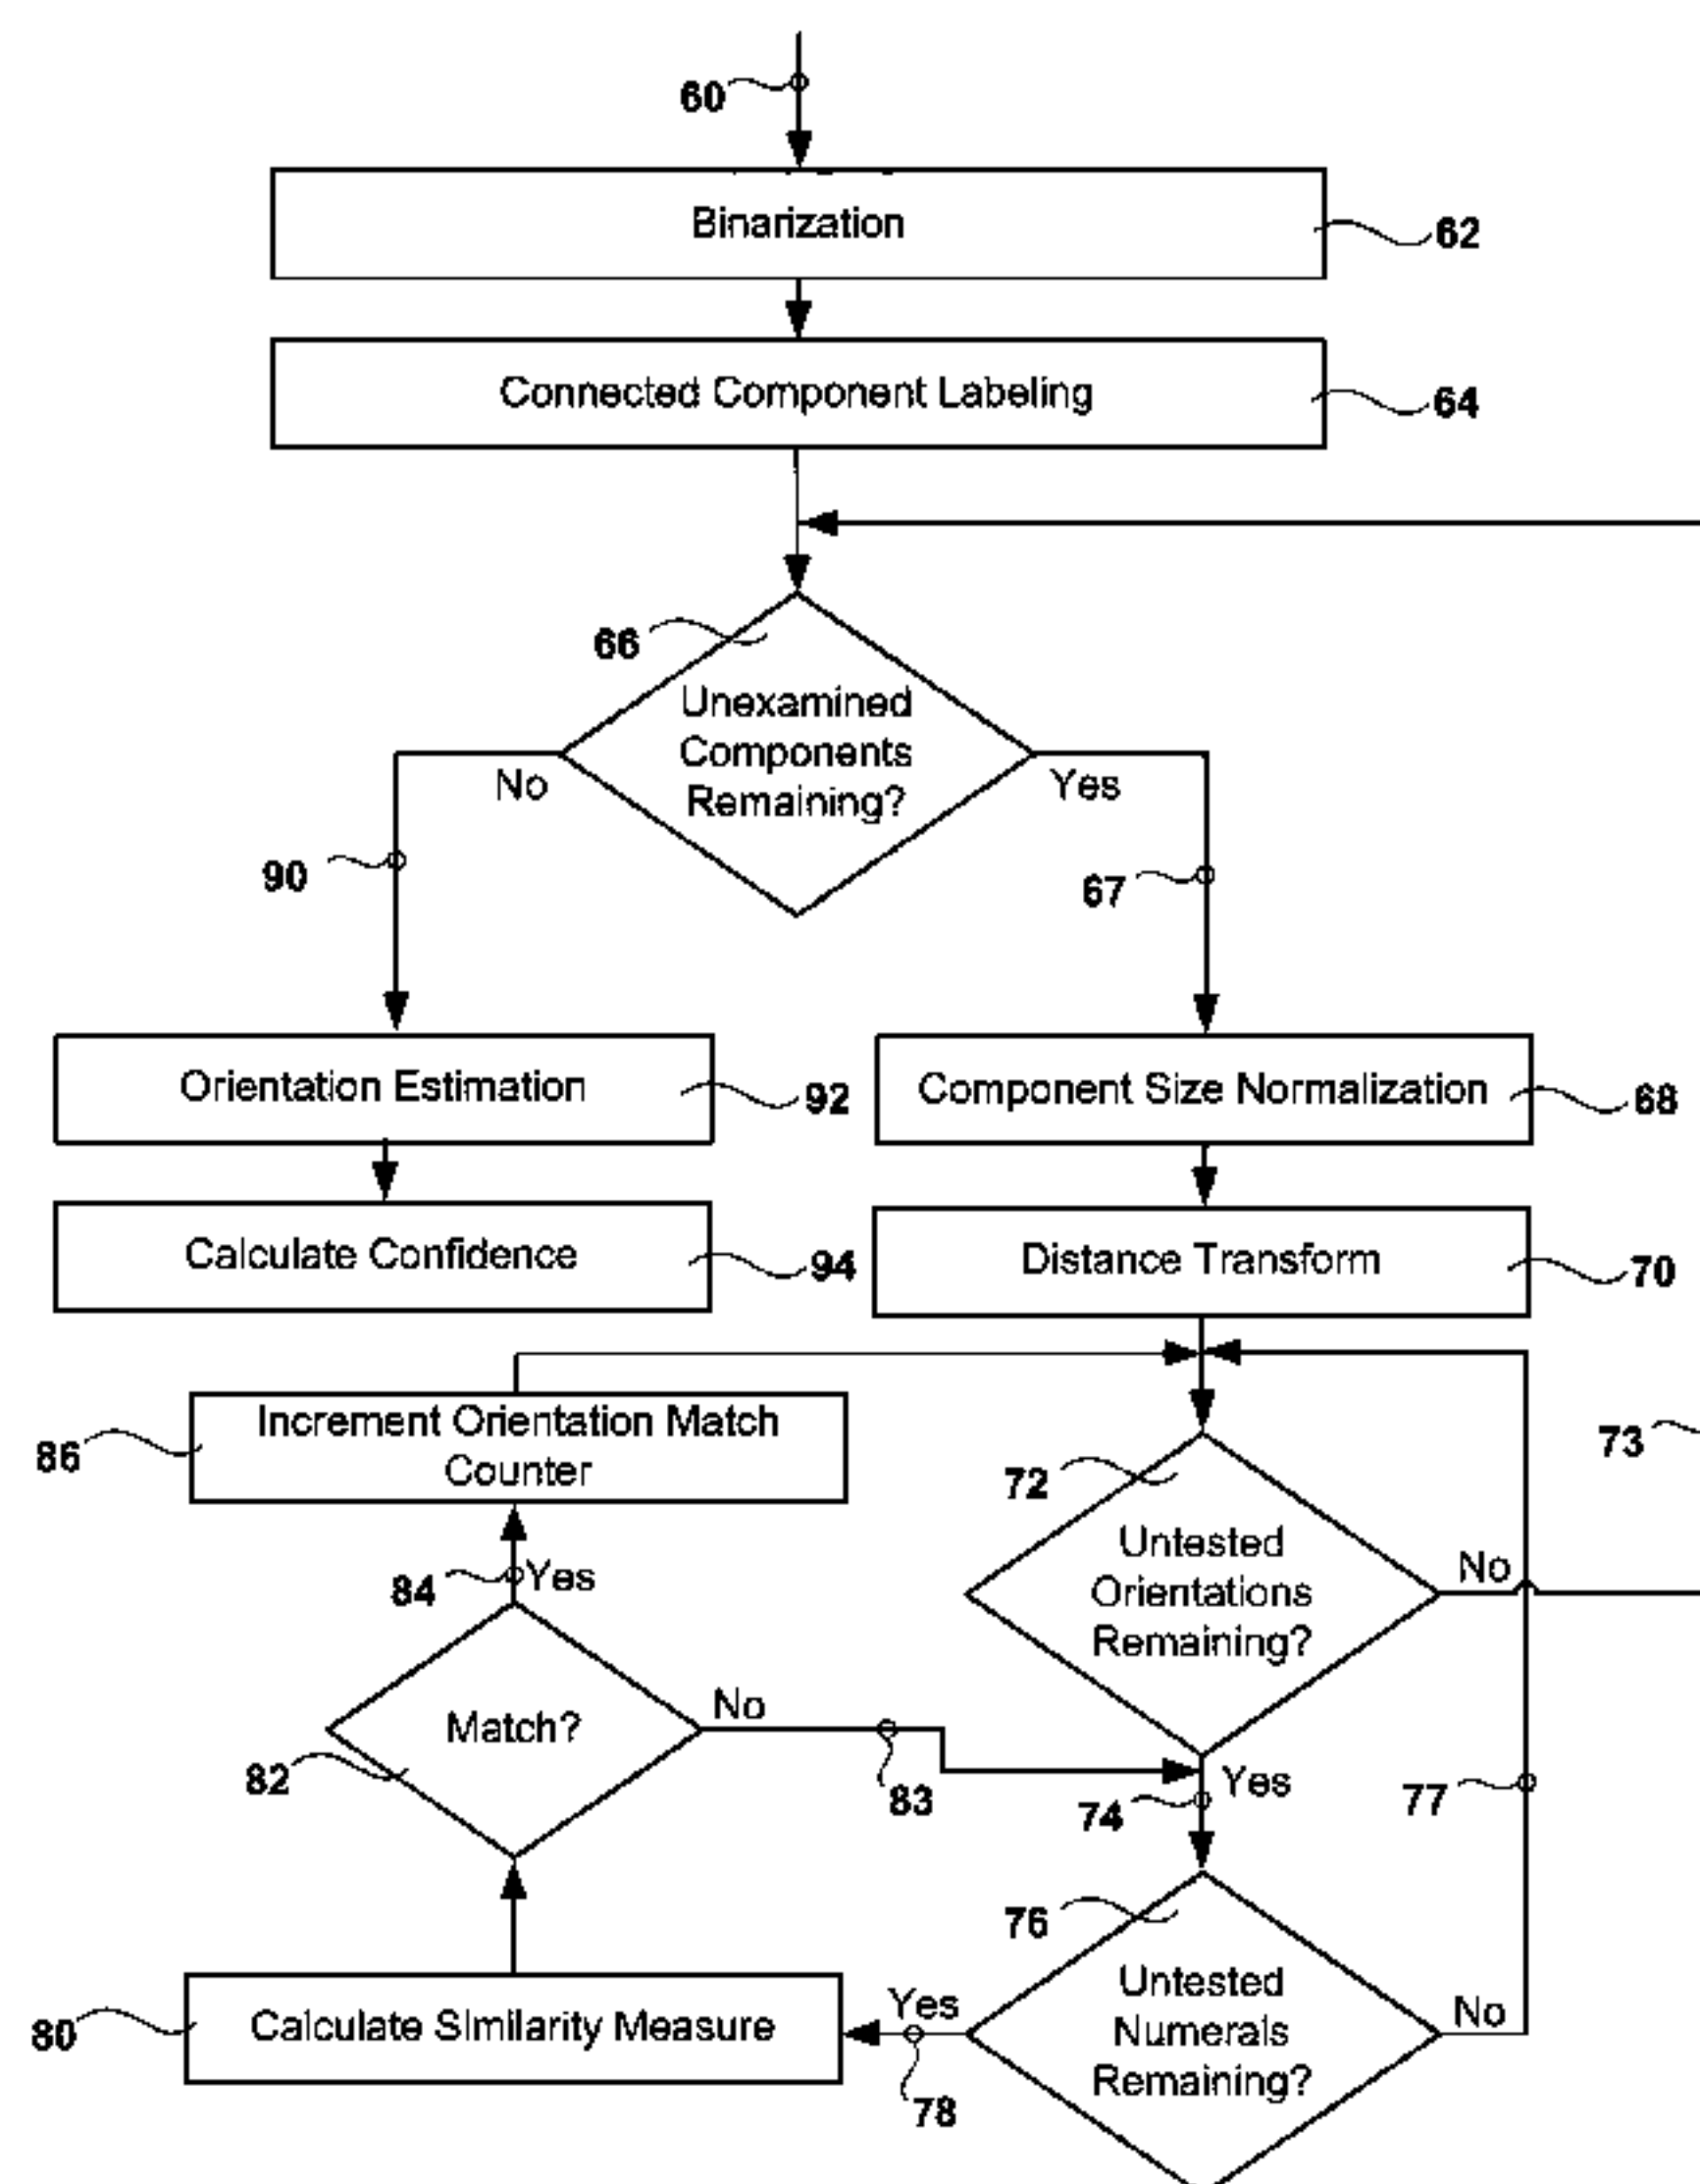 60
Binarization
62
Connected Component Labeling
64
66
Unexamined
Components
Remaining?
No
Yes
90
67
Orientation Estimation
92
Component Size Normalization
68
Calculate Confidence
94
Distance Transform
70
Increment Orientation Match
Counter
86
73
72
Untested
Orientations
Remaining?
No
84
Yes
Match?
No
82
83
Yes
74
77
76
Untested
Numerals
Remaining?
No
Yes
Calculate Similarity Measure
80
78